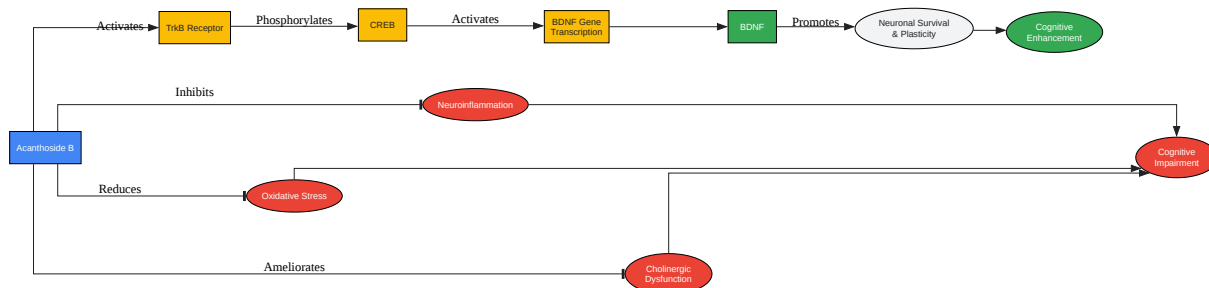 Activates
TrkB Receptor
Phosphorylates
CREB
Activates
BDNF Gene
Transcription
BDNF
Promotes
Neuronal Survival
& Plasticity
Cognitive
Enhancement
Inhibits
Neuroinflammation
Acanthoside B
Cognitive
Impairment
Reduces
Oxidative Stress
Ameliorates
Cholinergic
Dysfunction